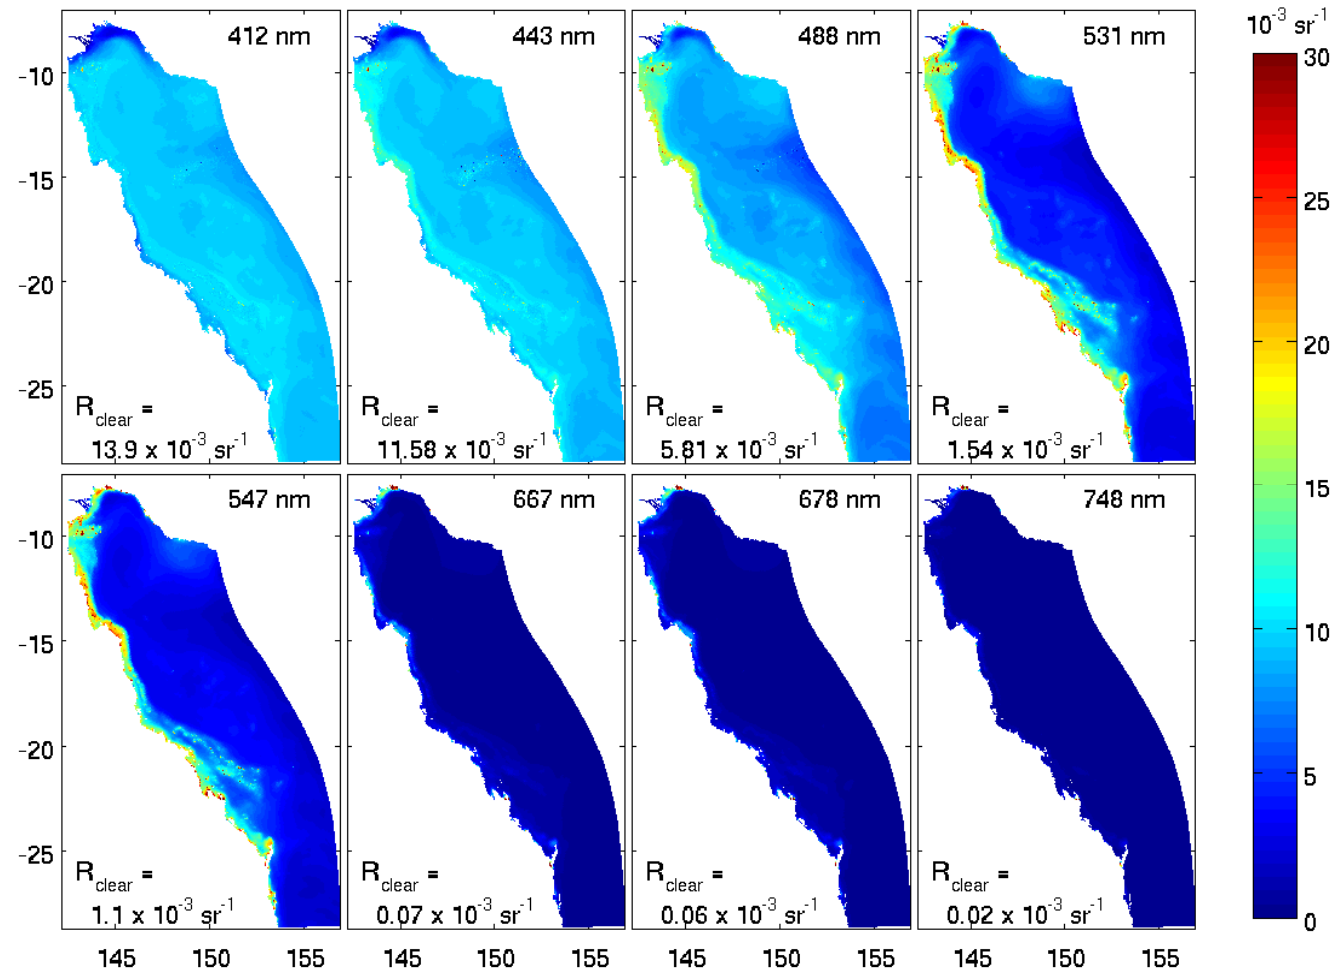 412 nm
443 nm
488 nm
531 nm
10⁻³ sr⁻¹
30
25
20
15
10
5
0
-10
-15
-20
-25
R_clear =
13.9 x 10⁻³ sr⁻¹
R_clear =
11.58 x 10⁻³ sr⁻¹
R_clear =
5.81 x 10⁻³ sr⁻¹
R_clear =
1.54 x 10⁻³ sr⁻¹
547 nm
667 nm
678 nm
748 nm
-10
-15
-20
-25
R_clear =
1.1 x 10⁻³ sr⁻¹
R_clear =
0.07 x 10⁻³ sr⁻¹
R_clear =
0.06 x 10⁻³ sr⁻¹
R_clear =
0.02 x 10⁻³ sr⁻¹
145 150 155
145 150 155
145 150 155
145 150 155